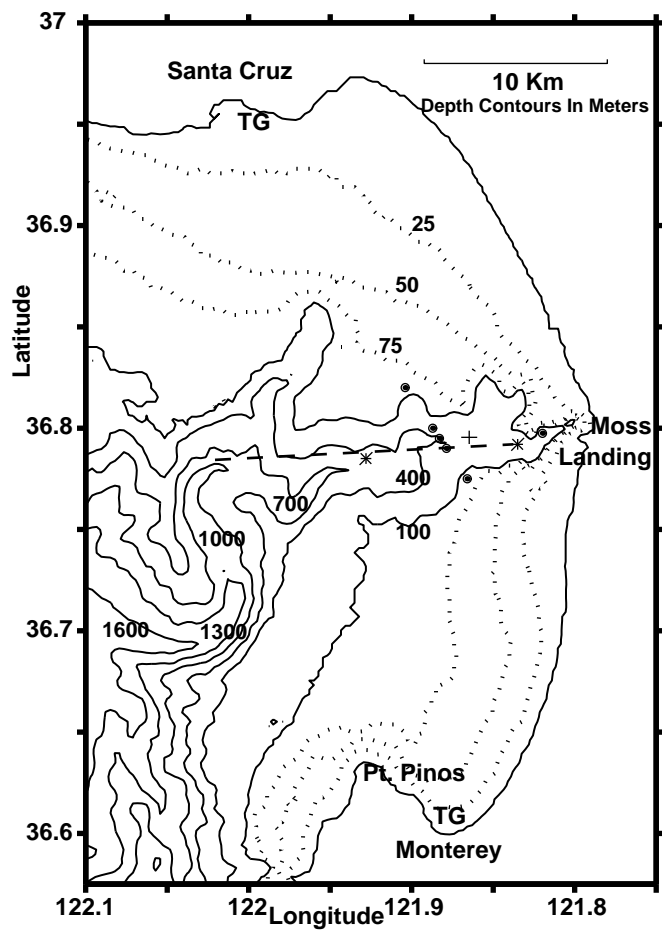 37
Santa Cruz
10 Km
Depth Contours In Meters
TG
36.9
25
50
Latitude
75
36.8
Moss
Landing
400
700
100
1000
36.7
1600
1300
Pt. Pinos
TG
36.6
Monterey
122.1
122
Longitude
121.9
121.8